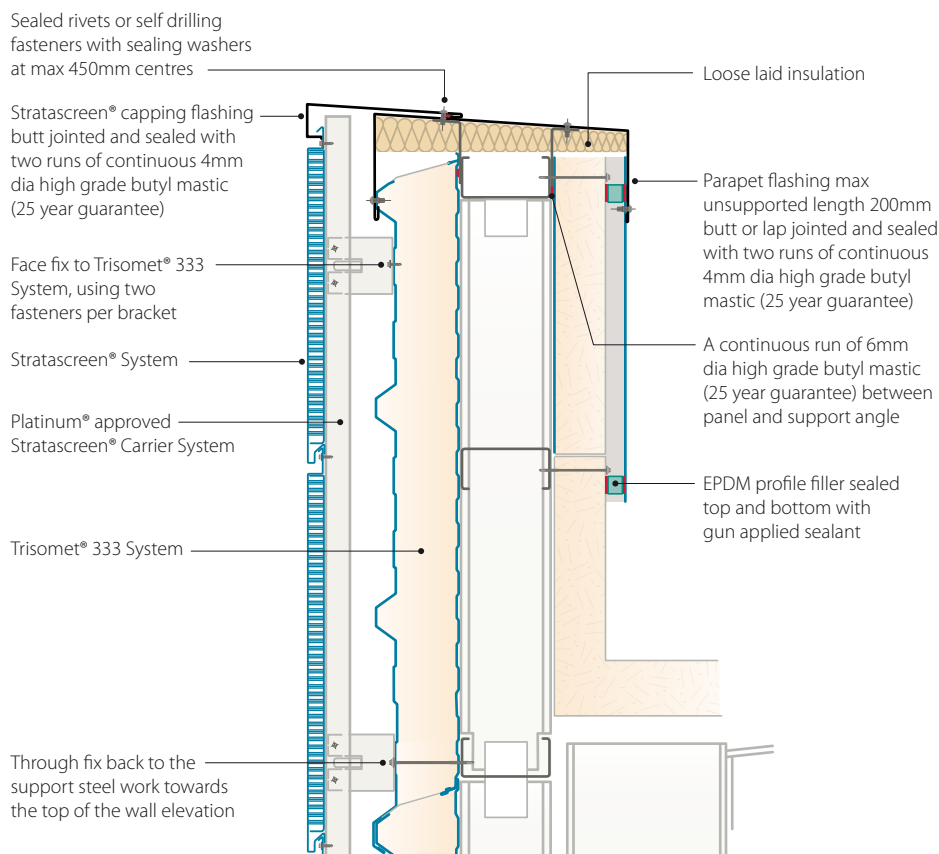 Sealed rivets or self drilling
fasteners with sealing washers
at max 450mm centres
Stratascreen® capping flashing
butt jointed and sealed with
two runs of continuous 4mm
dia high grade butyl mastic
(25 year guarantee)
Face fix to Trisomet® 333
System, using two
fasteners per bracket
Stratascreen® System
Platinum® approved
Stratascreen® Carrier System
Trisomet® 333 System
Through fix back to the
support steel work towards
the top of the wall elevation
Loose laid insulation
Parapet flashing max
unsupported length 200mm
butt or lap jointed and sealed
with two runs of continuous
4mm dia high grade butyl
mastic (25 year guarantee)
A continuous run of 6mm
dia high grade butyl mastic
(25 year guarantee) between
panel and support angle
EPDM profile filler sealed
top and bottom with
gun applied sealant